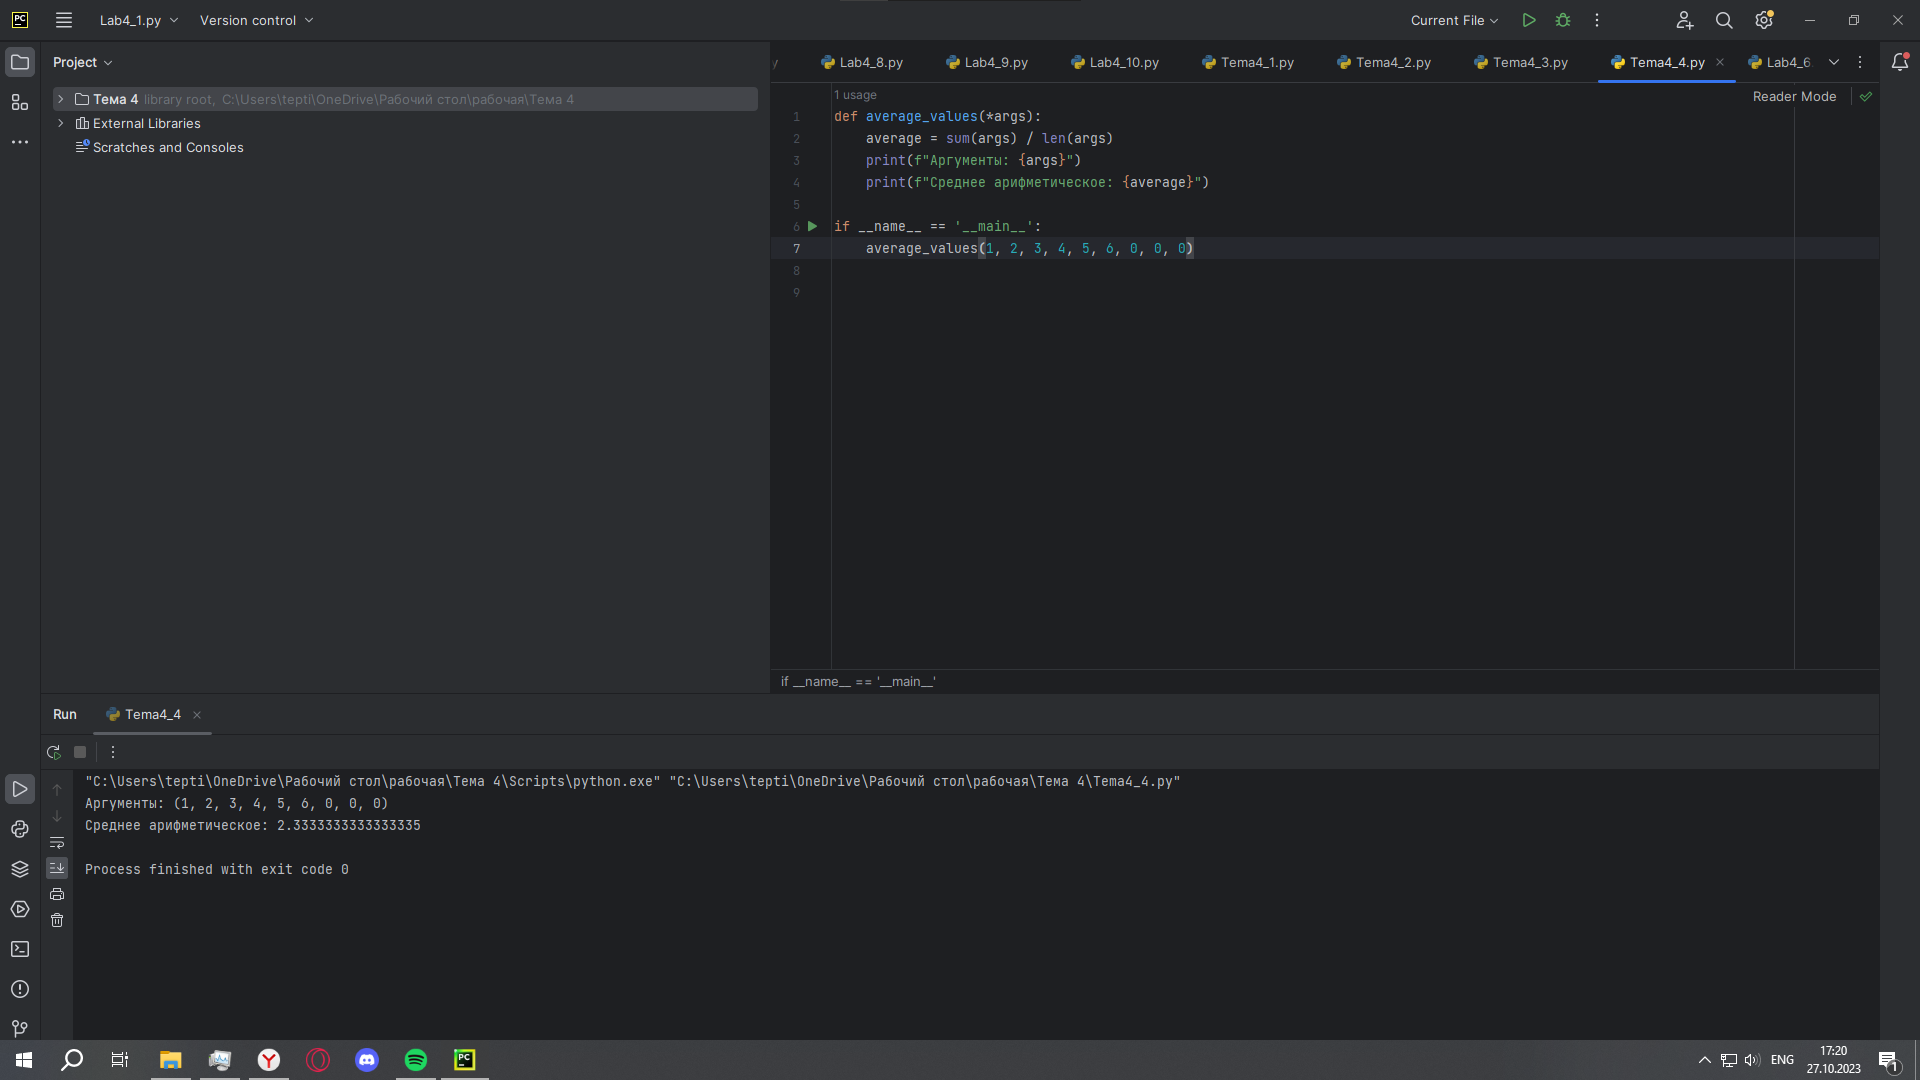 PC Lab4_1.py Version control Current File
Project
Тема 4 library root, C:\Users\tepti\OneDrive\Рабочий стол\рабочая\Тема 4
External Libraries
Scratches and Consoles
y Lab4_8.py Lab4_9.py Lab4_10.py Tema4_1.py Tema4_2.py Tema4_3.py Tema4_4.py Lab4_6
1 usage
Reader Mode
1 def average_values(*args):
2 average = sum(args) / len(args)
3 print(f"Аргументы: {args}")
4 print(f"Среднее арифметическое: {average}")
5
6 if __name__ == '__main__':
7 average_values(1, 2, 3, 4, 5, 6, 0, 0, 0)
8
9
if __name__ == '__main__'
Run Tema4_4
"C:\Users\tepti\OneDrive\Рабочий стол\рабочая\Тема 4\Scripts\python.exe" "C:\Users\tepti\OneDrive\Рабочий стол\рабочая\Тема 4\Tema4_4.py"
Аргументы: (1, 2, 3, 4, 5, 6, 0, 0, 0)
Среднее арифметическое: 2.3333333333333335
Process finished with exit code 0
PC
ENG
17:20
27.10.2023
1